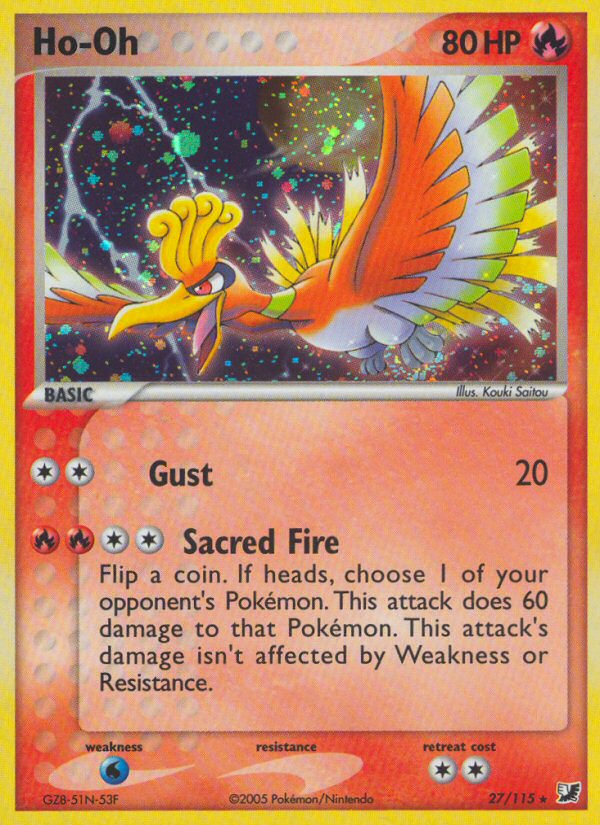 Ho-Oh 80 HP
BASIC
Illus. Kouki Saitou
Gust 20
Sacred Fire
Flip a coin. If heads, choose 1 of your
opponent's Pokémon. This attack does 60
damage to that Pokémon. This attack's
damage isn't affected by Weakness or
Resistance.
weakness resistance retreat cost
GZ8-51N-53F ©2005 Pokémon/Nintendo 27/115 ★